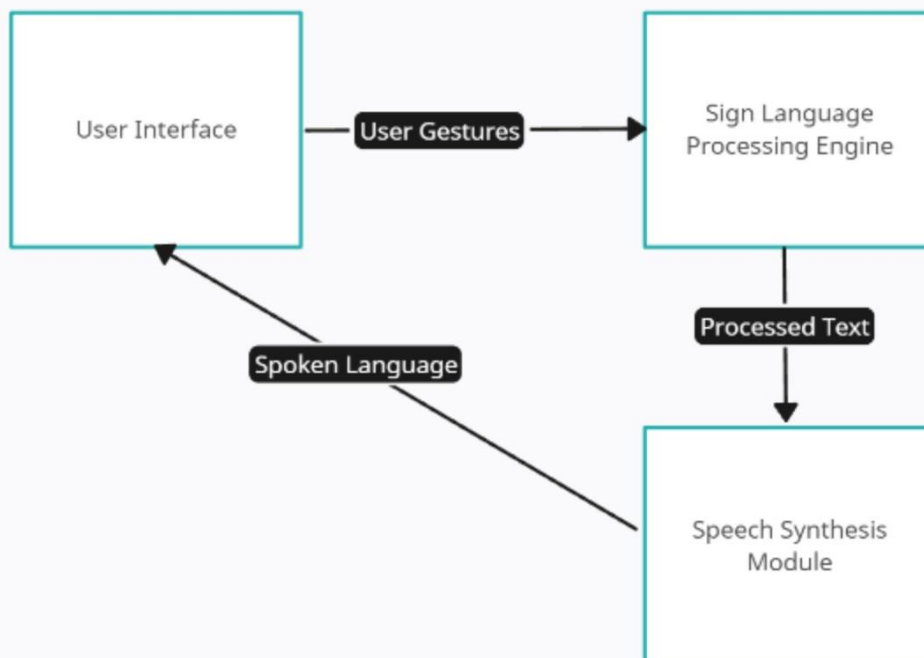 User Interface
User Gestures
Sign Language
Processing Engine
Processed Text
Spoken Language
Speech Synthesis
Module